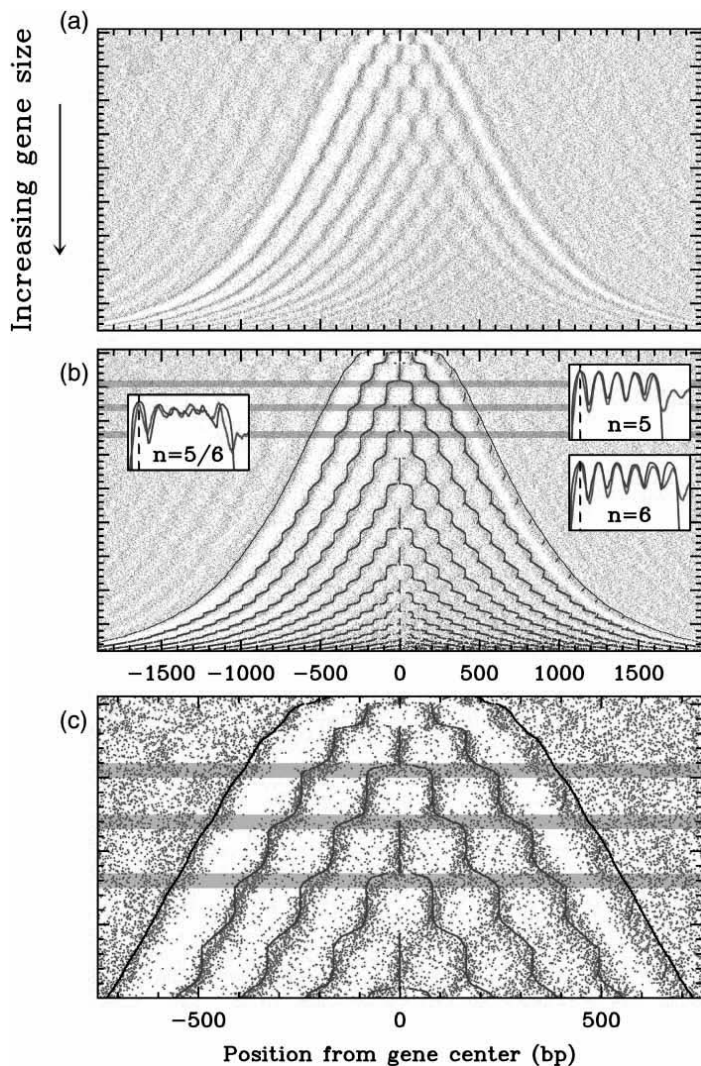 (a)
Increasing gene size
(b)
n=5/6
n=5
n=6
−1500 −1000 −500 0 500 1000 1500
(c)
−500 0 500
Position from gene center (bp)